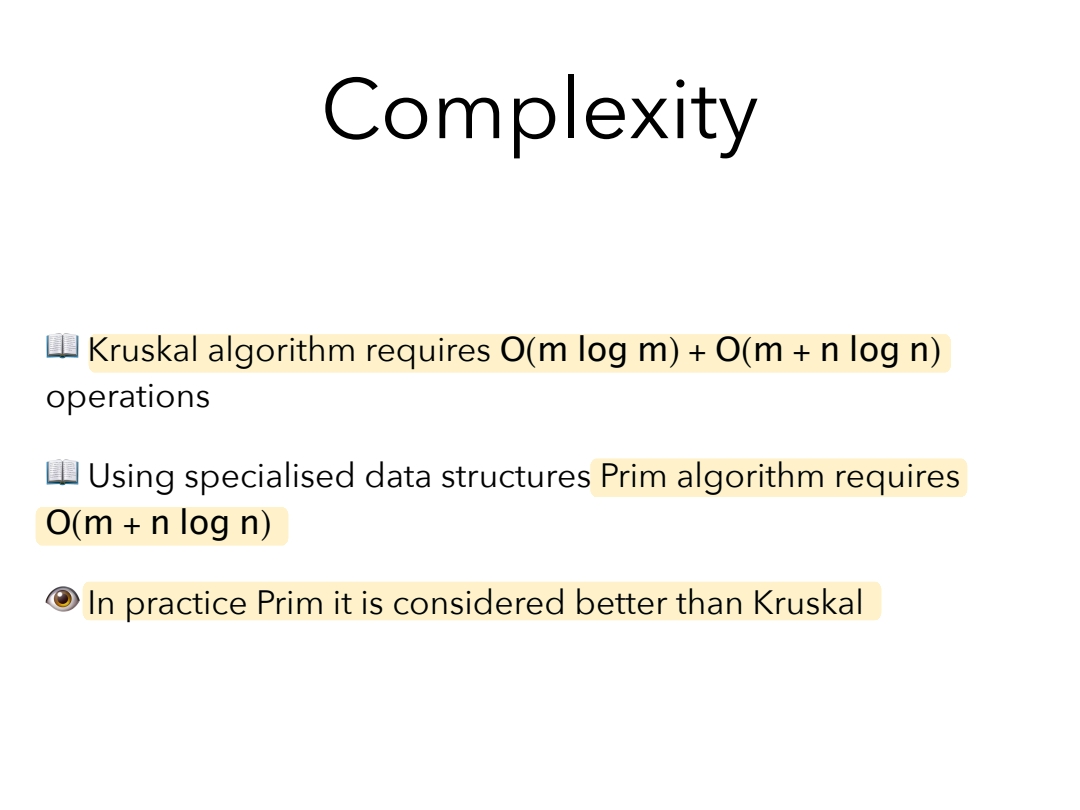 Complexity
📖 Kruskal algorithm requires O(m log m) + O(m + n log n)
operations
📖 Using specialised data structures Prim algorithm requires
O(m + n log n)
👁 In practice Prim it is considered better than Kruskal